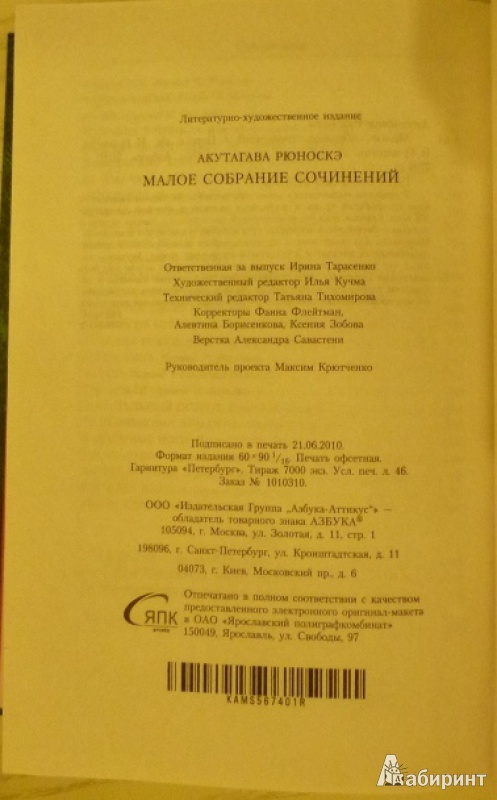 Литературно-художественное издание
АКУТАГАВА РЮНОСКЭ
МАЛОЕ СОБРАНИЕ СОЧИНЕНИЙ
Ответственная за выпуск Ирина Тарасенко
Художественный редактор Илья Кучма
Технический редактор Татьяна Тихомирова
Корректоры Фаина Флейтман,
Алевтина Борисенкова, Ксения Зобова
Верстка Александра Савастени
Руководитель проекта Максим Крютченко
Подписано в печать 21.06.2010.
Формат издания 60 × 90 1/16 Печать офсетная.
Гарнитура «Петербург». Тираж 7000 экз. Усл. печ. л. 46.
Заказ № 1010310.
ООО «Издательская Группа „Азбука-Аттикус“» —
обладатель товарного знака АЗБУКА®
105094, г. Москва, ул. Золотая, д. 11, стр. 1
198096, г. Санкт-Петербург, ул. Кронштадтская, д. 11
04073, г. Киев, Московский пр., д. 6
Отпечатано в полном соответствии с качеством
предоставленного электронного оригинал-макета
в ОАО «Ярославский полиграфкомбинат»
150049, Ярославль, ул. Свободы, 97
ЯПК
KAMS567401R
Лабиринт